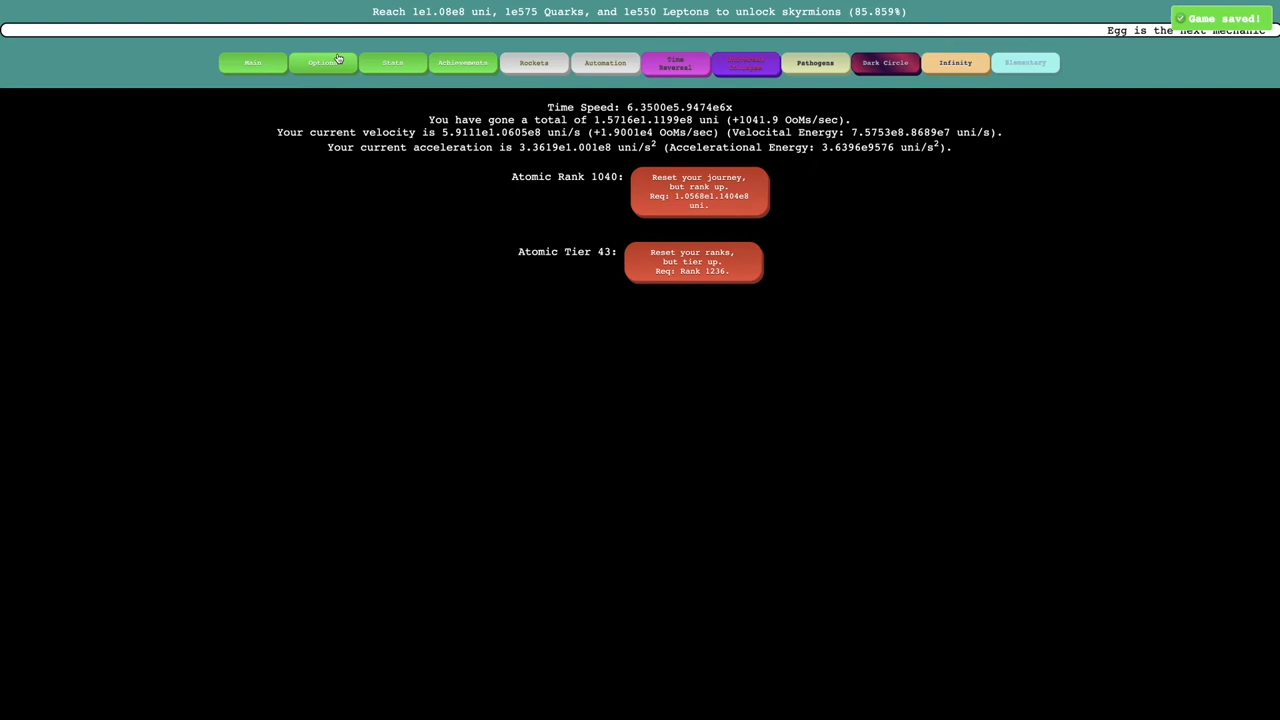 Reach 1e1.08e8 uni, 1e575 Quarks, and 1e550 Leptons to unlock skyrmions (85.859%)
Game saved!
Egg is the next mechanic
Main
Options
Stats
Achievements
Rockets
Automation
Time
Reversal
Pathogens
Dark Circle
Infinity
Elementary
Time Speed: 6.3500e5.9474e6x
You have gone a total of 1.5716e1.1199e8 uni (+1041.9 OoMs/sec).
Your current velocity is 5.9111e1.0605e8 uni/s (+1.9001e4 OoMs/sec) (Velocital Energy: 7.5753e8.8689e7 uni/s).
Your current acceleration is 3.3619e1.001e8 uni/s2 (Accelerational Energy: 3.6396e9576 uni/s2).
Atomic Rank 1040:
Reset your journey,
but rank up.
Req: 1.0568e1.1404e8
uni.
Atomic Tier 43:
Reset your ranks,
but tier up.
Req: Rank 1236.